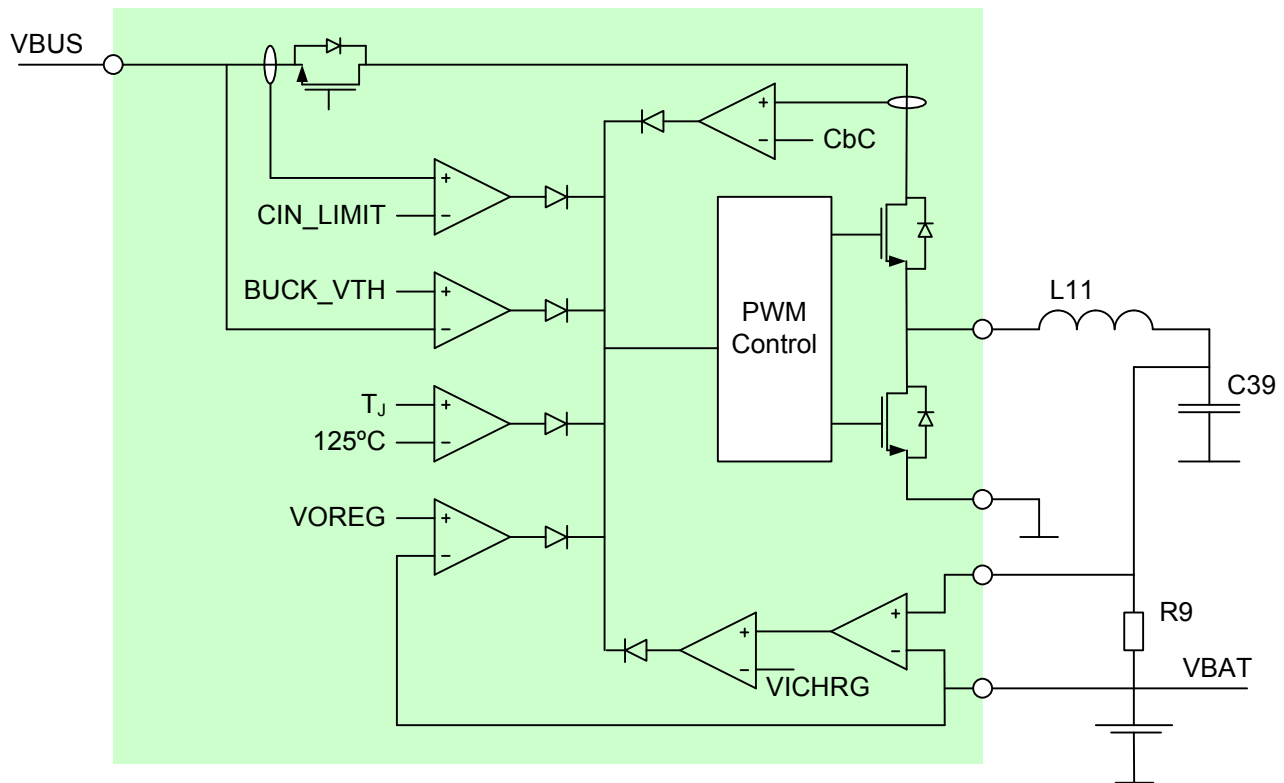 VBUS
+
−
CbC
+
−
CIN_LIMIT
+
−
BUCK_VTH
PWM
Control
L11
C39
+
−
TJ
125ºC
+
−
VOREG
+
−
+
−
VICHRG
R9
VBAT